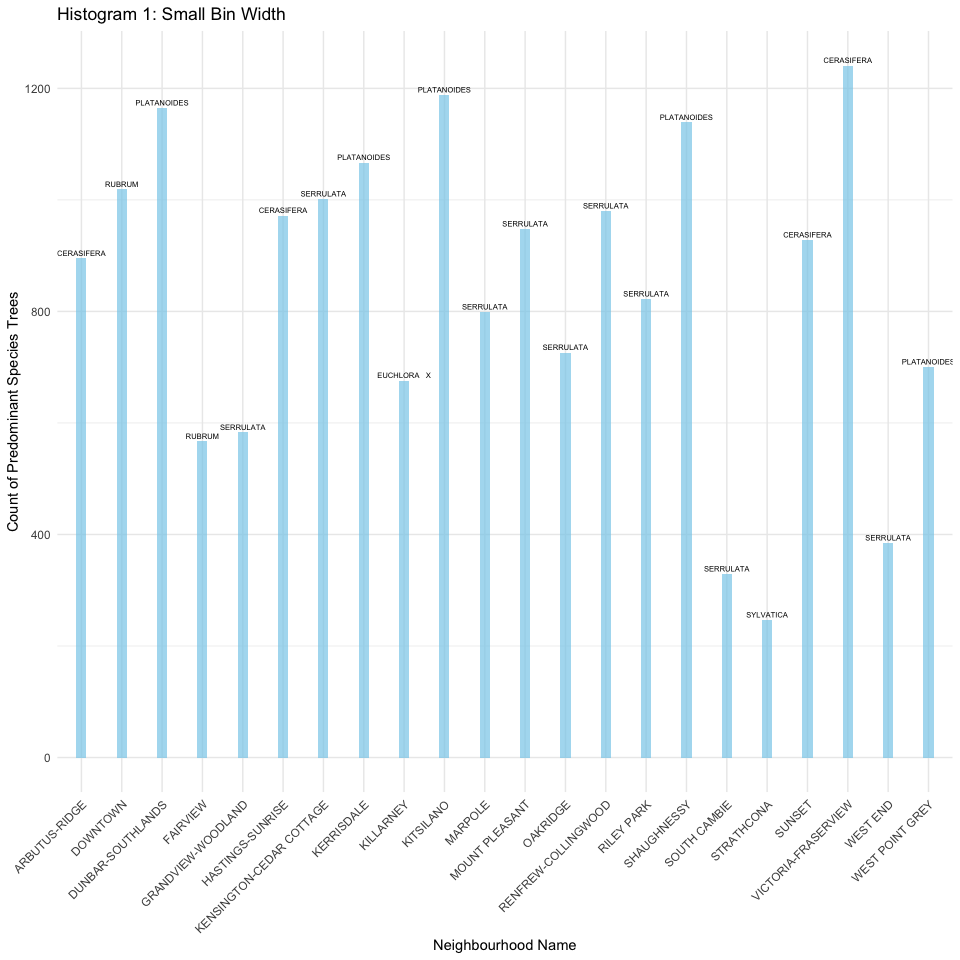 Histogram 1: Small Bin Width
Count of Predominant Species Trees
1200
800
400
0
CERASIFERA
RUBRUM
PLATANOIDES
RUBRUM
SERRULATA
CERASIFERA
SERRULATA
PLATANOIDES
EUCHLORA X
PLATANOIDES
SERRULATA
SERRULATA
SERRULATA
SERRULATA
SERRULATA
PLATANOIDES
SERRULATA
SYLVATICA
CERASIFERA
CERASIFERA
SERRULATA
PLATANOIDES
ARBUTUS-RIDGE
DOWNTOWN
DUNBAR-SOUTHLANDS
FAIRVIEW
GRANDVIEW-WOODLAND
HASTINGS-SUNRISE
KENSINGTON-CEDAR COTTAGE
KERRISDALE
KILLARNEY
KITSILANO
MARPOLE
MOUNT PLEASANT
OAKRIDGE
RENFREW-COLLINGWOOD
RILEY PARK
SHAUGHNESSY
SOUTH CAMBIE
STRATHCONA
SUNSET
VICTORIA-FRASERVIEW
WEST END
WEST POINT GREY
Neighbourhood Name